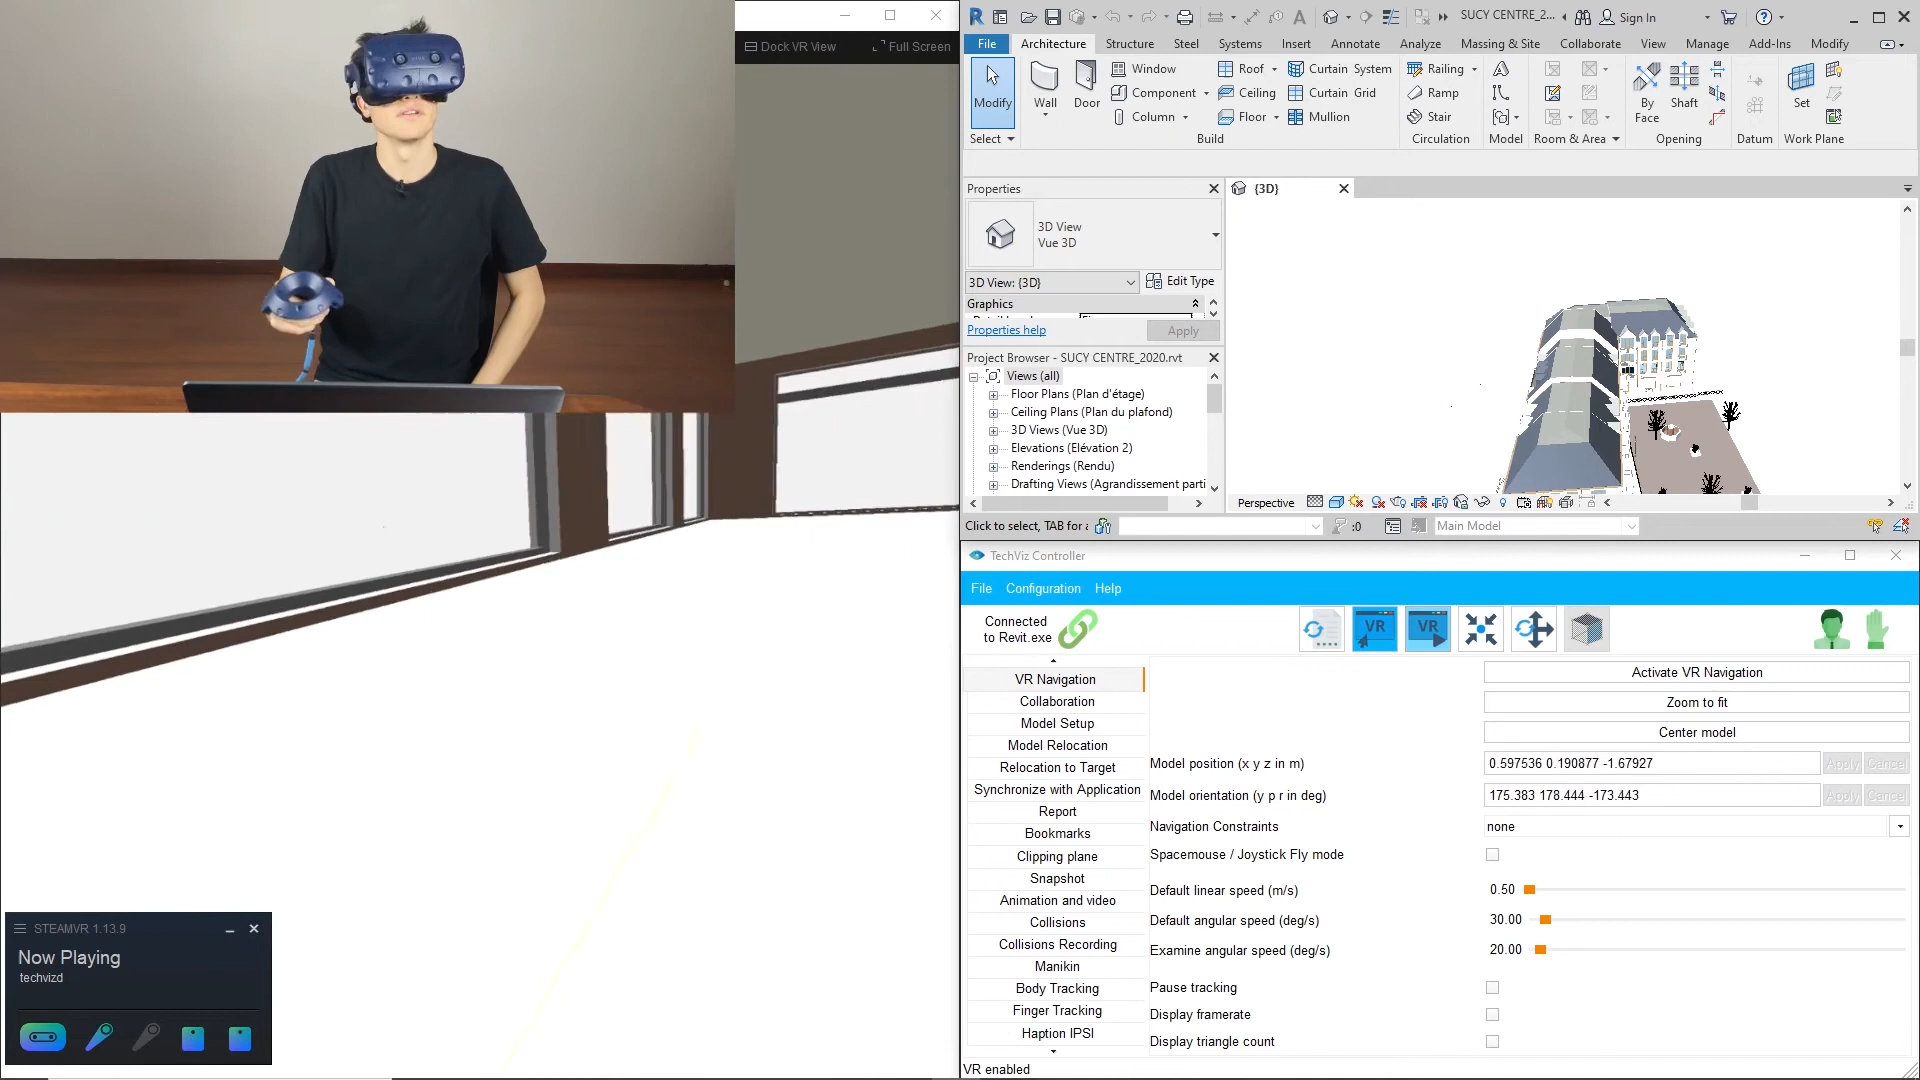 Dock VR View
Full Screen
SUCY CENTRE_2...
Sign In
File
Architecture
Structure
Steel
Systems
Insert
Annotate
Analyze
Massing & Site
Collaborate
View
Manage
Add-Ins
Modify
Modify
Wall
Door
Window
Component
Column
Roof
Ceiling
Floor
Curtain System
Curtain Grid
Mullion
Railing
Ramp
Stair
By Face
Shaft
Set
Select
Build
Circulation
Model
Room & Area
Opening
Datum
Work Plane
Properties
{3D}
3D View
Vue 3D
3D View: {3D}
Edit Type
Graphics
Properties help
Apply
Project Browser - SUCY CENTRE_2020.rvt
Views (all)
Floor Plans (Plan d'étage)
Ceiling Plans (Plan du plafond)
3D Views (Vue 3D)
Elevations (Elévation 2)
Renderings (Rendu)
Drafting Views (Agrandissement parti
Perspective
Click to select, TAB for a
:0
Main Model
TechViz Controller
File
Configuration
Help
Connected
to Revit.exe
VR
VR
VR Navigation
Collaboration
Model Setup
Model Relocation
Relocation to Target
Synchronize with Application
Report
Bookmarks
Clipping plane
Snapshot
Animation and video
Collisions
Collisions Recording
Manikin
Body Tracking
Finger Tracking
Haption IPSI
Activate VR Navigation
Zoom to fit
Center model
Model position (x y z in m)
0.597536 0.190877 -1.67927
Apply
Cancel
Model orientation (y p r in deg)
175.383 178.444 -173.443
Apply
Cancel
Navigation Constraints
none
Spacemouse / Joystick Fly mode
Default linear speed (m/s)
0.50
Default angular speed (deg/s)
30.00
Examine angular speed (deg/s)
20.00
Pause tracking
Display framerate
Display triangle count
VR enabled
STEAMVR 1.13.9
Now Playing
techvizd